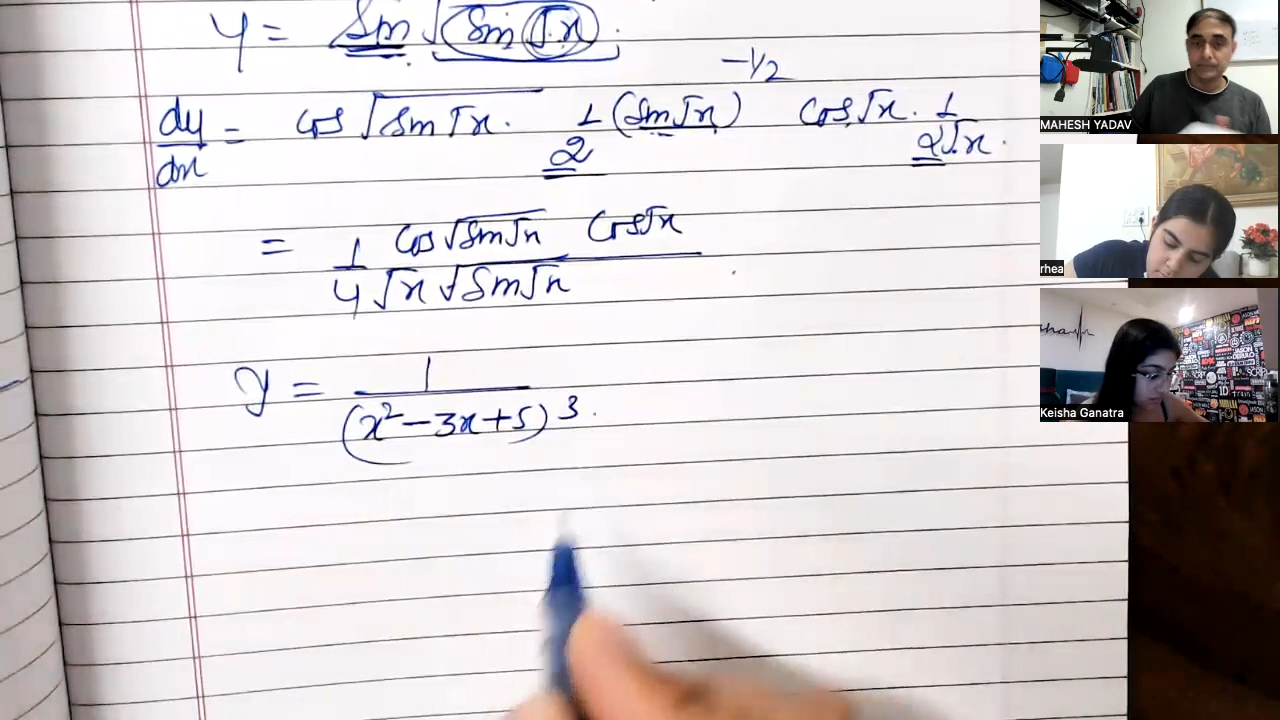 y = sin √(sin √x).
dy/dx = cos √(sin √x). 1/2 (sin √x)^(-1/2) cos √x. 1/(2√x).
= 1/4 cos √(sin √x) cos √x / (√x √(sin √x))
y = 1/(x² - 3x + 5)³.
MAHESH YADAV
rhea
Keisha Ganatra